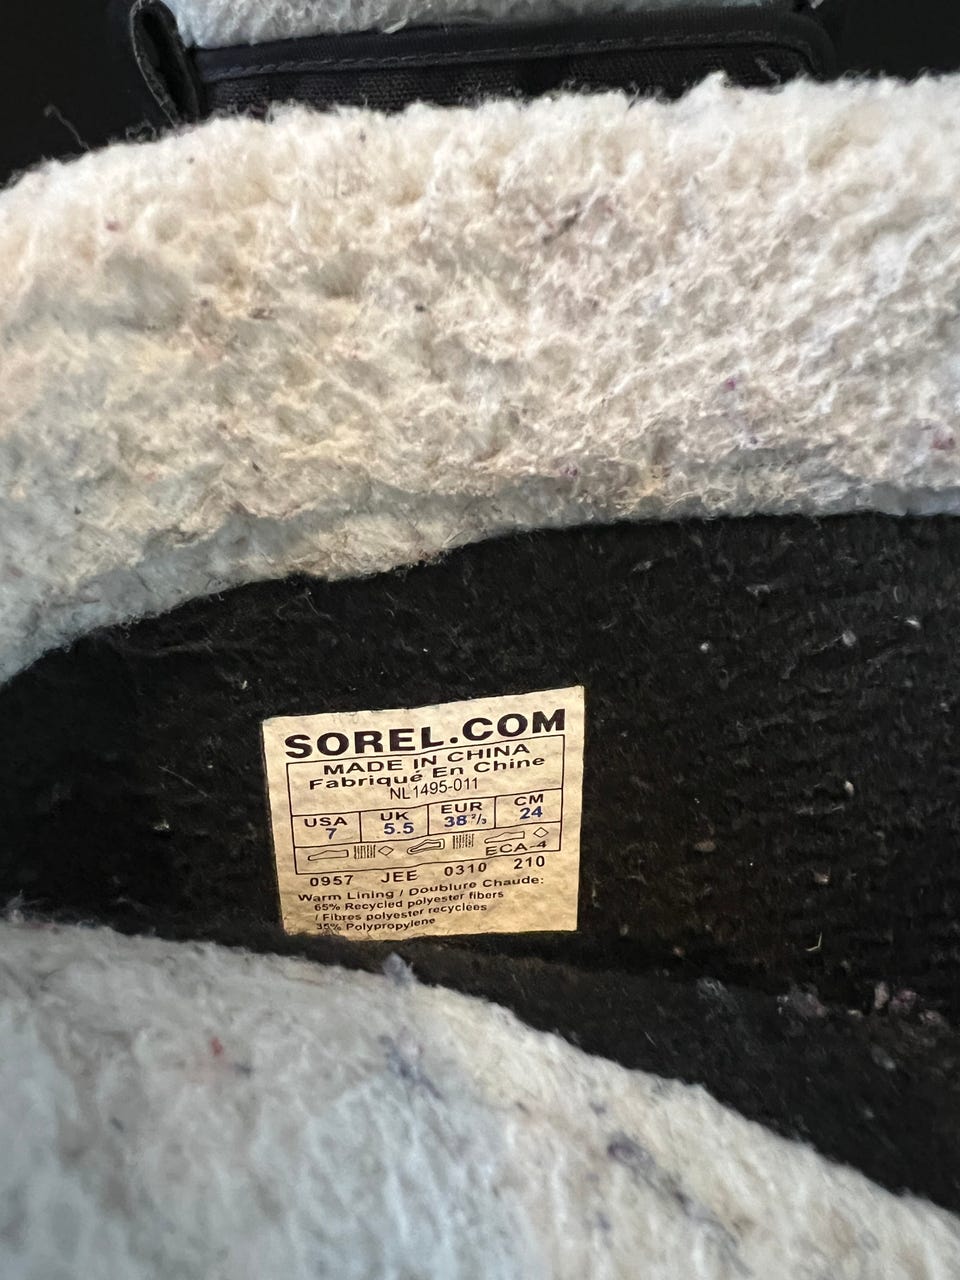 SOREL.COM
MADE IN CHINA
Fabriqué En Chine
NL1495-011
USA UK EUR CM
7 5.5 38 2/3 24
ECA-4
0957 JEE 0310 210
Warm Lining / Doublure Chaude:
65% Recycled polyester fibers
/ Fibres polyester recyclées
35% Polypropylene